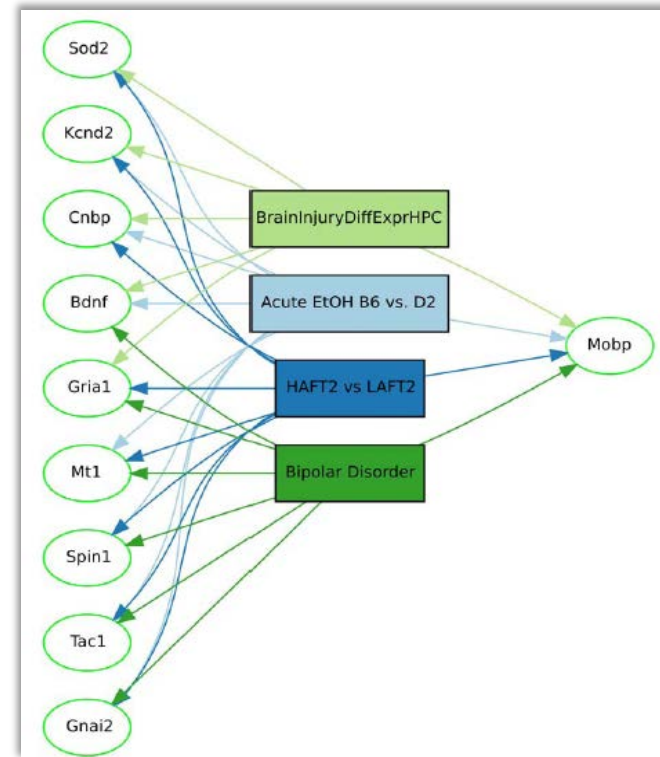 Sod2
Kcnd2
Cnbp
Bdnf
Gria1
Mt1
Spin1
Tac1
Gnai2
BrainInjuryDiffExprHPC
Acute EtOH B6 vs. D2
HAFT2 vs LAFT2
Bipolar Disorder
Mobp